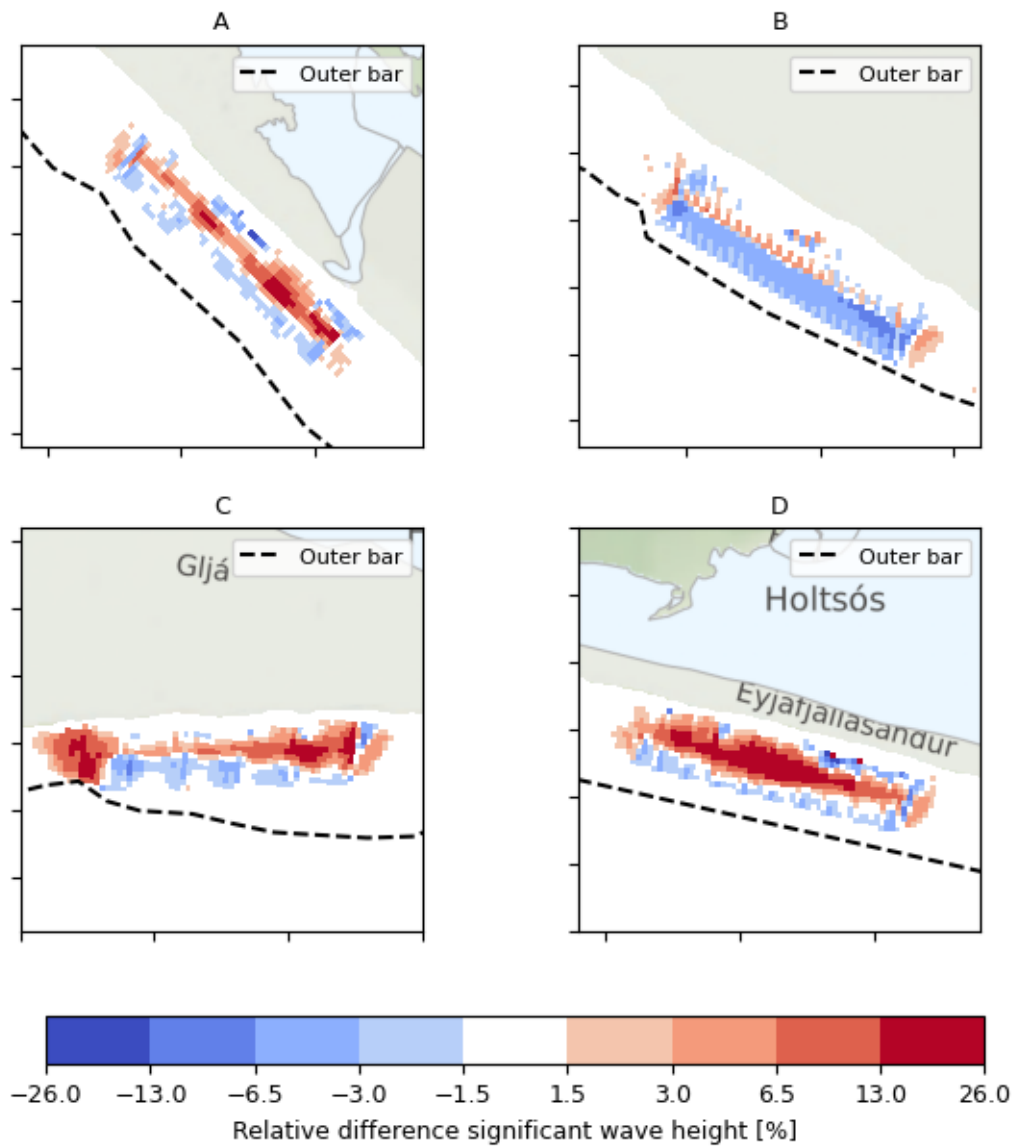 A
B
Outer bar
Outer bar
C
D
Gljá
Outer bar
Outer bar
Holtsós
Eyjafjallasandur
−26.0 −13.0 −6.5 −3.0 −1.5 1.5 3.0 6.5 13.0 26.0
Relative difference significant wave height [%]